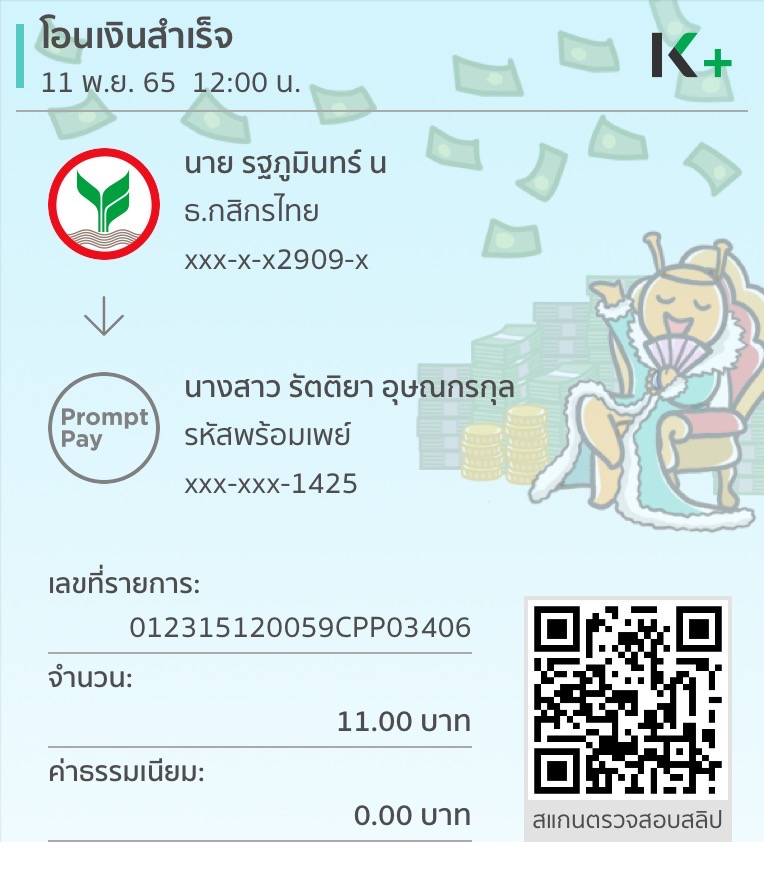 โอนเงินสำเร็จ
11 พ.ย. 65 12:00 น.
K+
นาย รัฐภูมินทร์ น
ธ.กสิกรไทย
xxx-x-x2909-x
Prompt
Pay
นางสาว รัตติยา อุษณกรกุล
รหัสพร้อมเพย์
xxx-xxx-1425
เลขที่รายการ:
012315120059CPP03406
จำนวน:
11.00 บาท
ค่าธรรมเนียม:
0.00 บาท
สแกนตรวจสอบสลิป